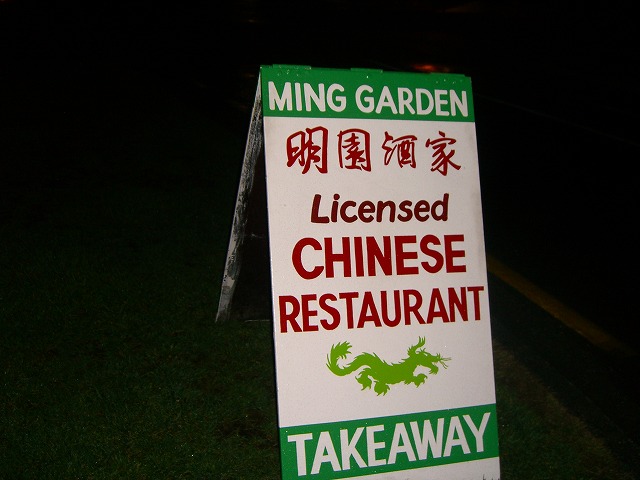 MING GARDEN
明園酒家
Licensed
CHINESE
RESTAURANT
TAKEAWAY